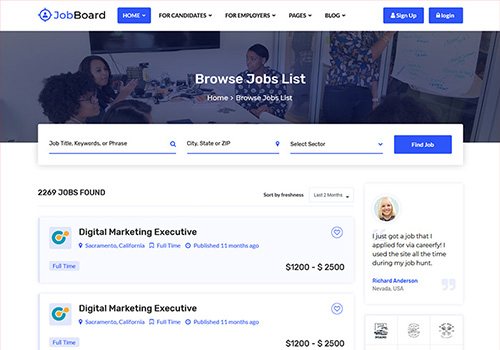 JobBoard
HOME
FOR CANDIDATES
FOR EMPLOYERS
PAGES
BLOG
Sign Up
login
Browse Jobs List
Home > Browse Jobs List
Job Title, Keywords, or Phrase
City, State or ZIP
Select Sector
Find Job
2269 JOBS FOUND
Sort by freshness
Last 2 Months
Digital Marketing Executive
Sacramento, California Full Time Published 11 months ago
Full Time
$1200 - $ 2500
Digital Marketing Executive
Sacramento, California Full Time Published 11 months ago
Full Time
$1200 - $ 2500
I just got a job that I
applied for via careerfy! I
used the site all the time
during my job hunt.
Richard Anderson
Nevada, USA